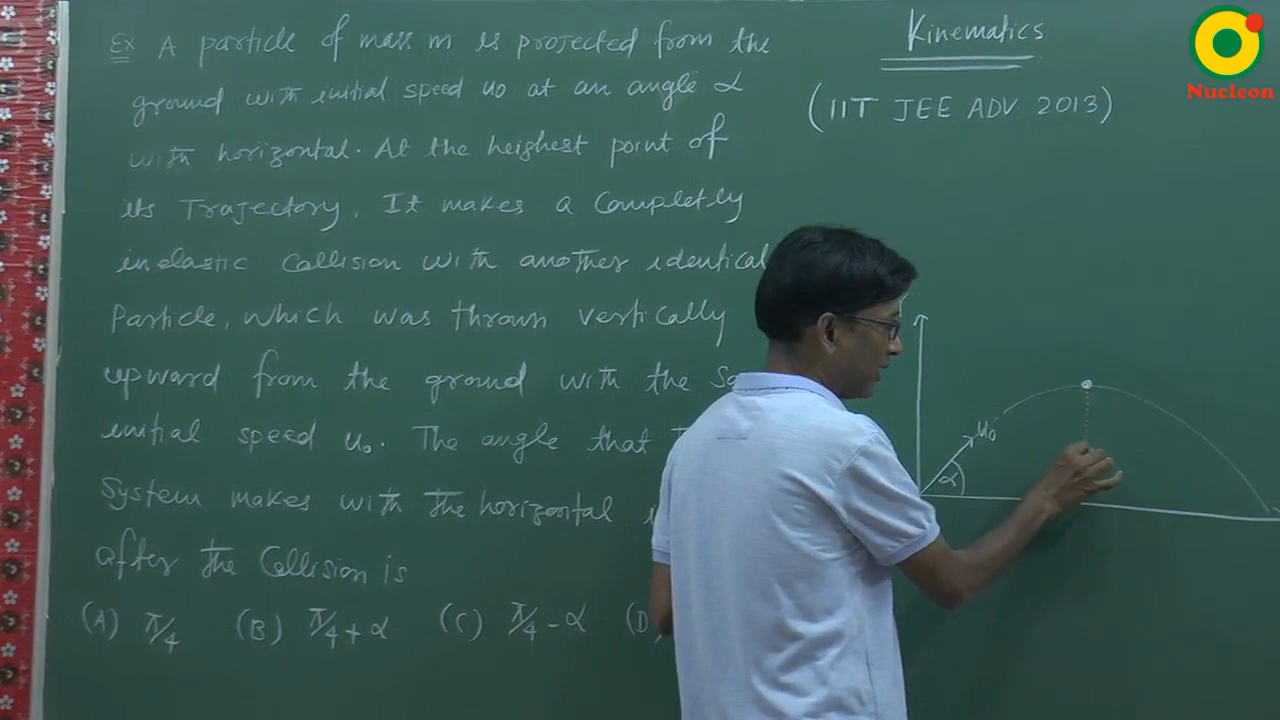 Ex A particle of mass m is projected from the
ground with initial speed u0 at an angle α
with horizontal. At the heighest point of
its Trajectory, It makes a Completly
inelastic Collision with another identical
Particle, which was thrown vertically
upward from the ground with the
initial speed u₀. The angle that
System makes with the horizontal
after the Collision is
(A) π/4 (B) π/4 + α (C) π/4 - α (D
Kinematics
(IIT JEE ADV 2013)
u₀
α
Nucleon